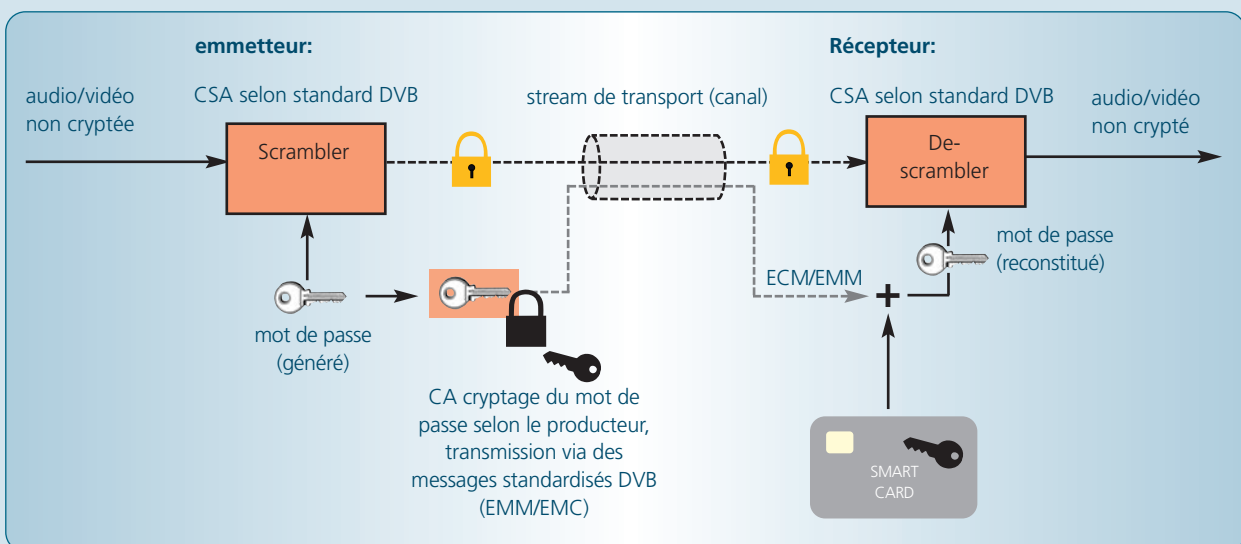 emmetteur:
Récepteur:
audio/vidéo
non cryptée
CSA selon standard DVB
stream de transport (canal)
CSA selon standard DVB
audio/vidéo
non crypté
Scrambler
De-
scrambler
mot de passe
(reconstitué)
ECM/EMM
mot de passe
(généré)
CA cryptage du mot de
passe selon le producteur,
transmission via des
messages standardisés DVB
(EMM/EMC)
SMART
CARD